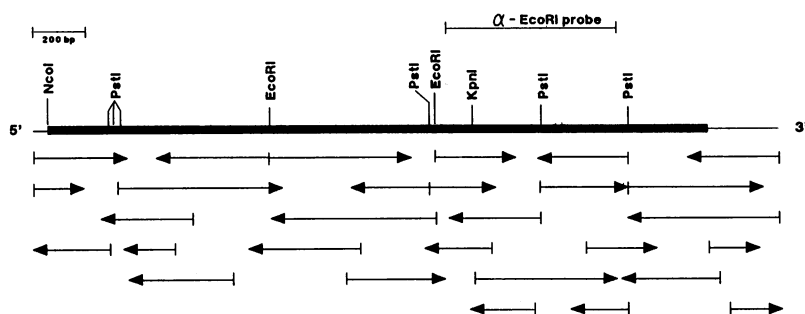 α - EcoRI probe
200 bp
NcoI
PstI
EcoRI
PstI
EcoRI
KpnI
PstI
PstI
5'
3'